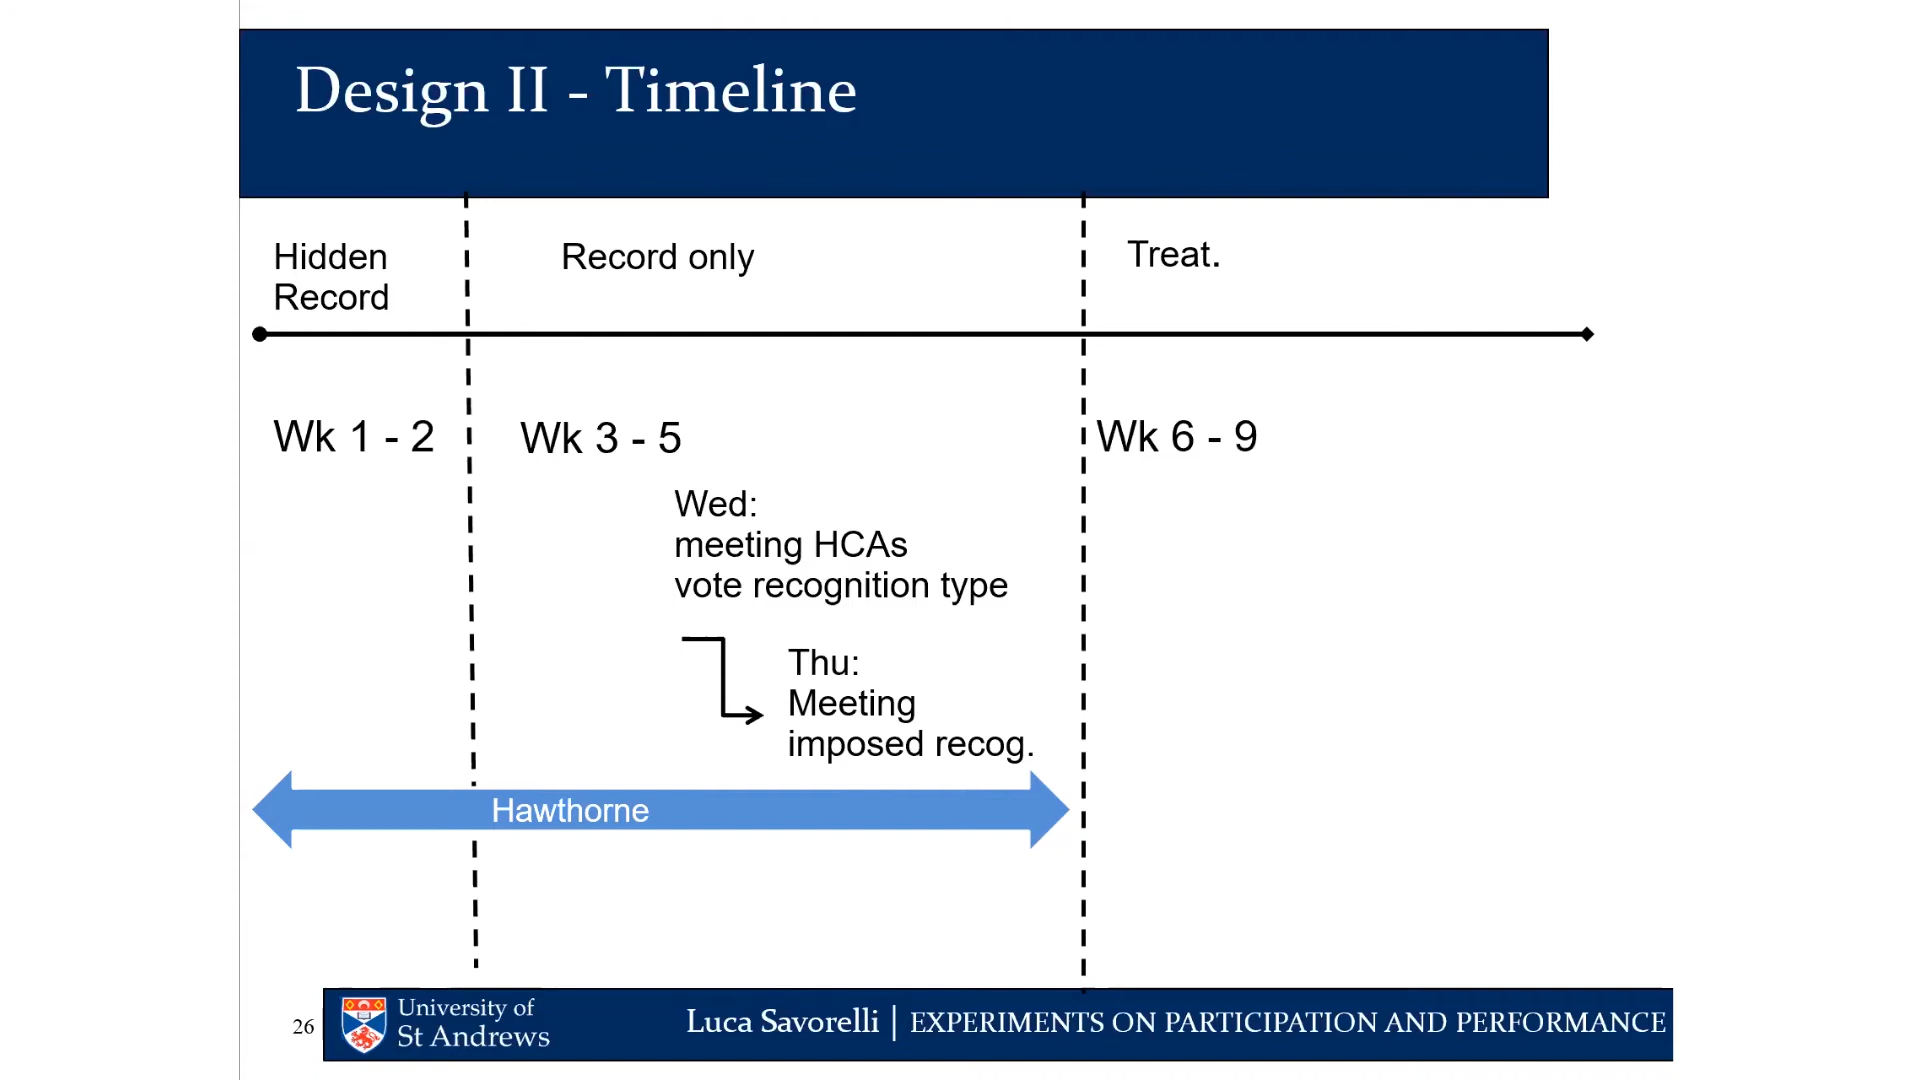 Design II - Timeline
Hidden
Record
Record only
Treat.
Wk 1 - 2
Wk 3 - 5
Wk 6 - 9
Wed:
meeting HCAs
vote recognition type
Thu:
Meeting
imposed recog.
Hawthorne
26
University of
St Andrews
Luca Savorelli | EXPERIMENTS ON PARTICIPATION AND PERFORMANCE